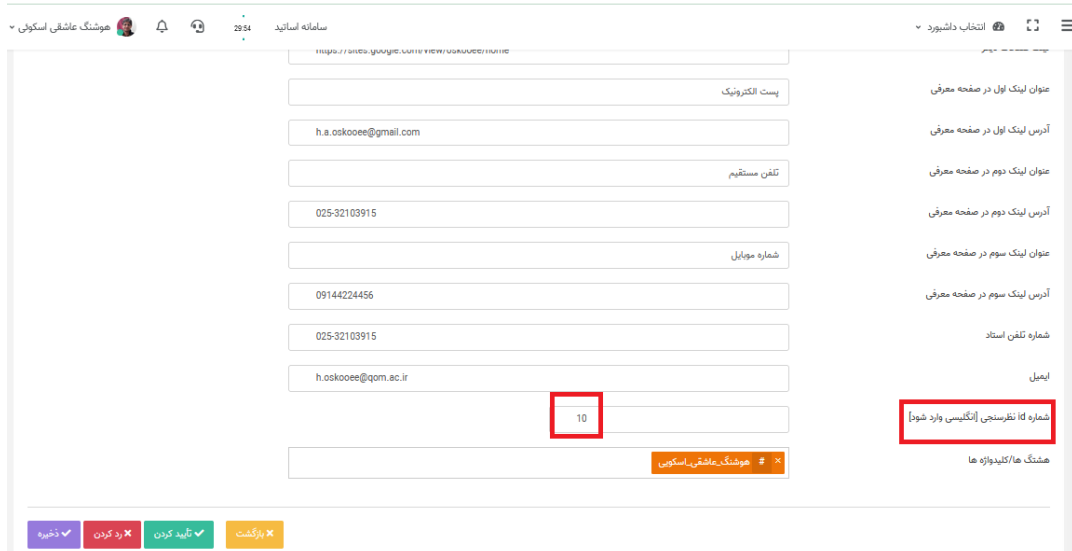 انتخاب داشبورد
سامانه اساتید
29:54
هوشنگ عاشقی اسکوئی
https://sites.google.com/view/oskooee/home
عنوان لینک اول در صفحه معرفی
پست الکترونیک
آدرس لینک اول در صفحه معرفی
h.a.oskooee@gmail.com
عنوان لینک دوم در صفحه معرفی
تلفن مستقیم
آدرس لینک دوم در صفحه معرفی
025-32103915
عنوان لینک سوم در صفحه معرفی
شماره موبایل
آدرس لینک سوم در صفحه معرفی
09144224456
شماره تلفن استاد
025-32103915
ایمیل
h.oskooee@qom.ac.ir
شماره id نظرسنجی [انگلیسی وارد شود]
10
هشتگ ها/کلیدواژه ها
× # هوشنگ_عاشقی_اسکویی
× بازگشت
✓ تأیید کردن
× رد کردن
✓ ذخیره